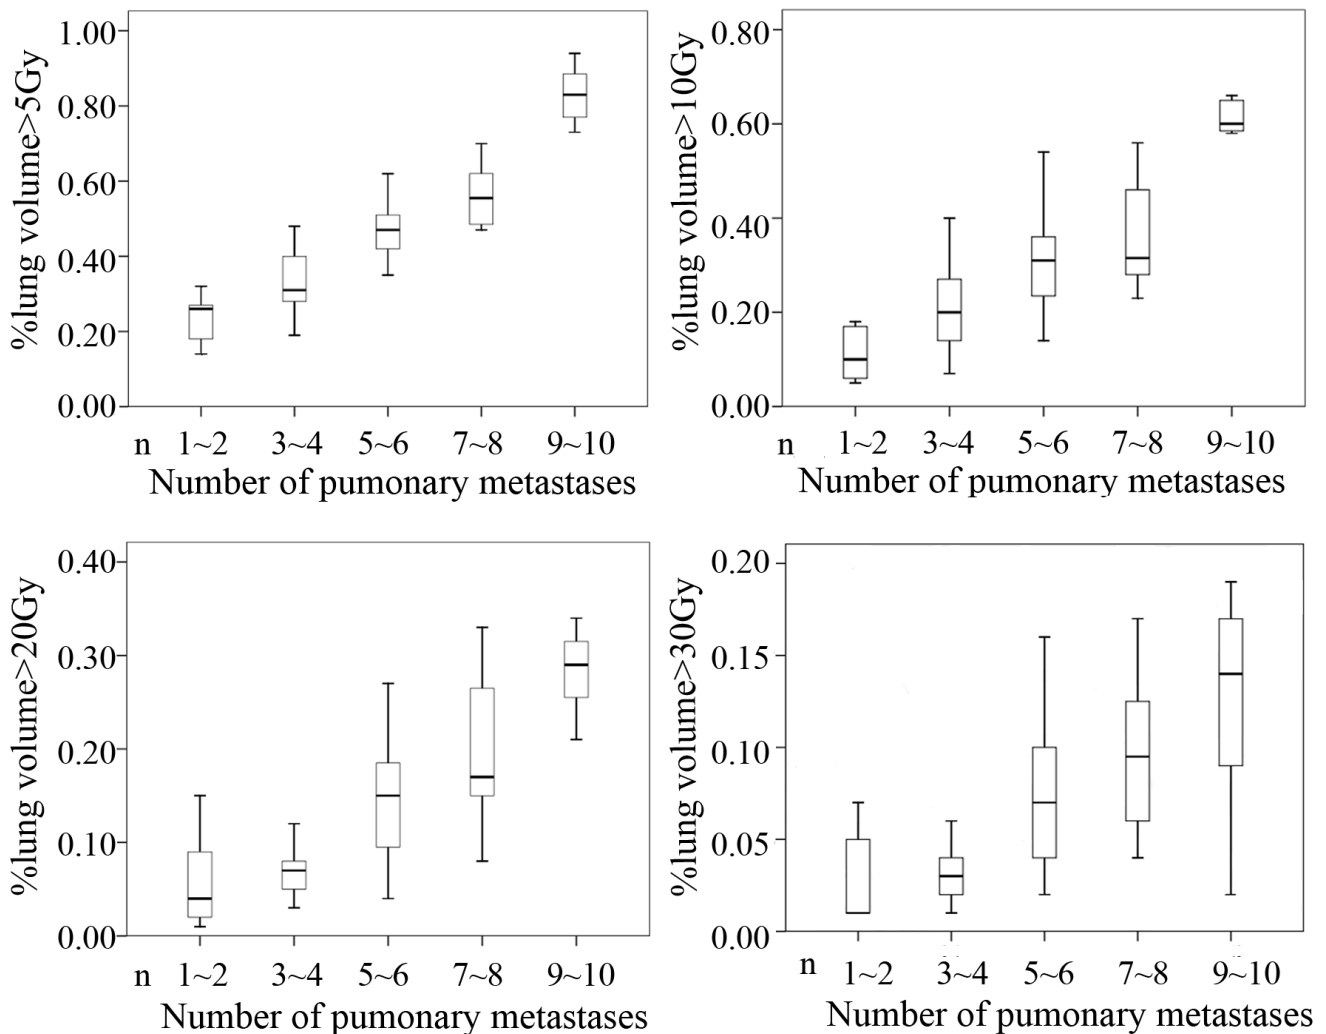 %lung volume>5Gy
1.00
0.80
0.60
0.40
0.20
0.00
n 1~2 3~4 5~6 7~8 9~10
Number of pumonary metastases
%lung volume>10Gy
0.80
0.60
0.40
0.20
0.00
n 1~2 3~4 5~6 7~8 9~10
Number of pumonary metastases
%lung volume>20Gy
0.40
0.30
0.20
0.10
0.00
n 1~2 3~4 5~6 7~8 9~10
Number of pumonary metastases
%lung volume>30Gy
0.20
0.15
0.10
0.05
0.00
n 1~2 3~4 5~6 7~8 9~10
Number of pumonary metastases